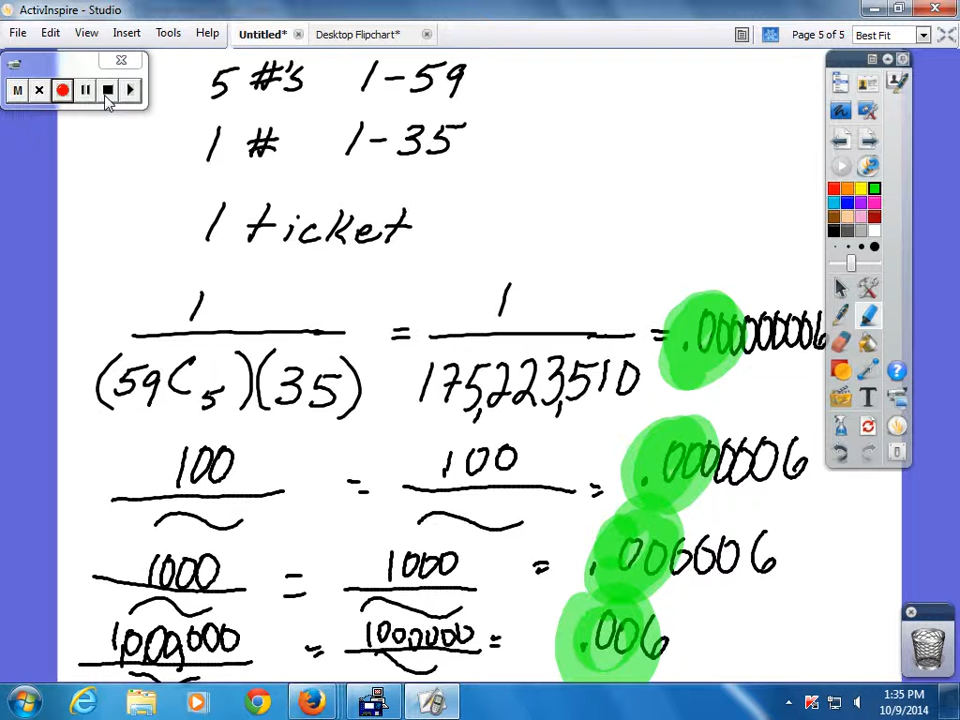 ActivInspire - Studio
File Edit View Insert Tools Help Untitled* Desktop Flipchart* Page 5 of 5 Best Fit
M
5 #'s 1-59
1 # 1-35
1 ticket
1 / (59C5)(35) = 1 / 175,223,510 = .000000006
100 = 100 = .0000006
1000 = 1000 = .000006
1,000,000 = 1000000 = .006
1:35 PM
10/9/2014